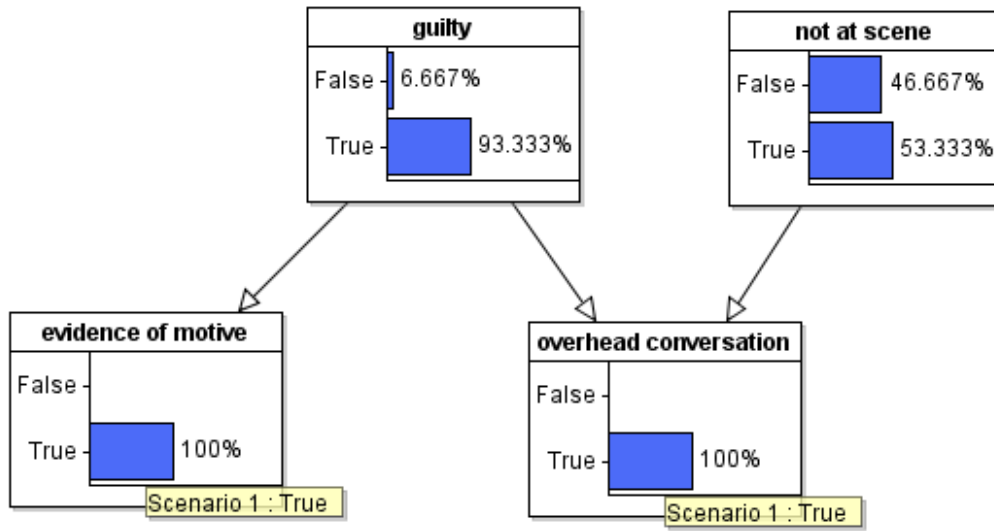 guilty
False
6.667%
True
93.333%
not at scene
False
46.667%
True
53.333%
evidence of motive
False
True
100%
Scenario 1 : True
overhead conversation
False
True
100%
Scenario 1 : True